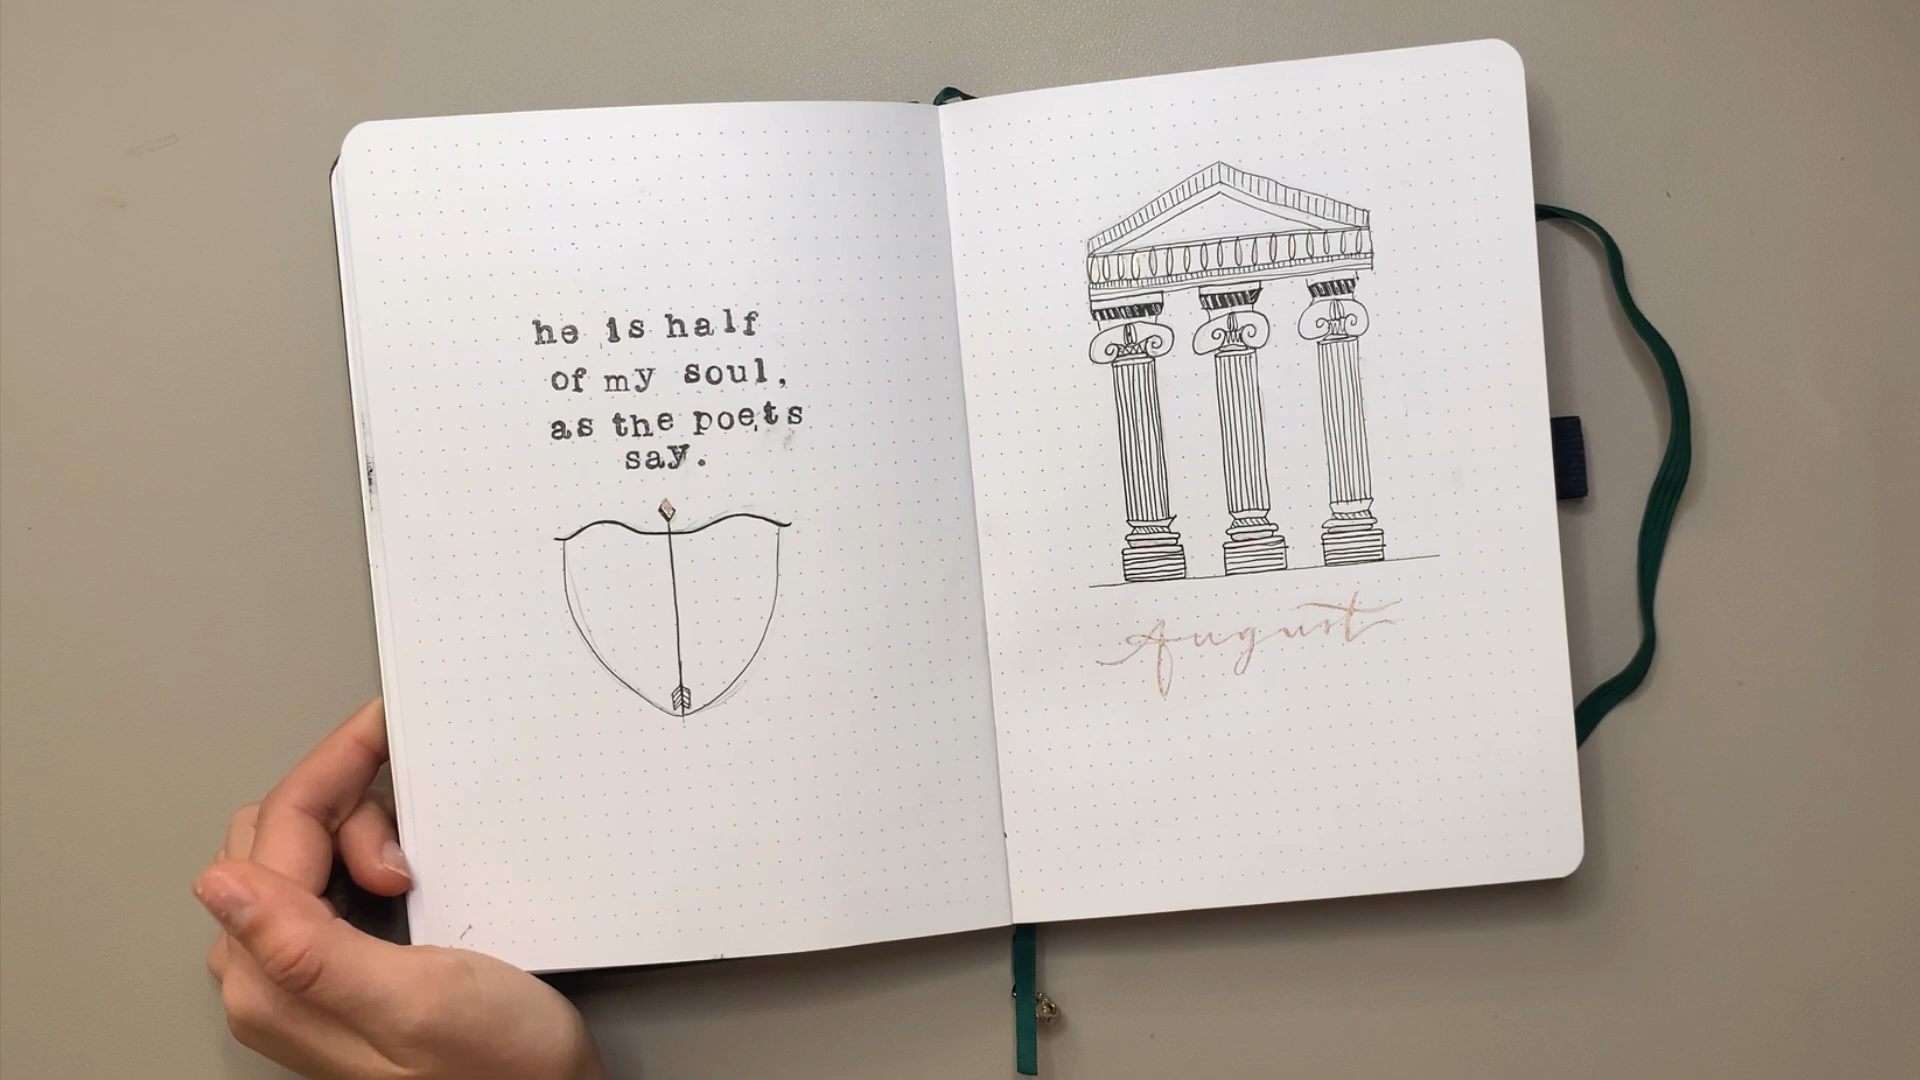 he is half
of my soul,
as the poets
say.
August